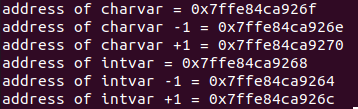 address of charvar = 0x7ffe84ca926f
address of charvar -1 = 0x7ffe84ca926e
address of charvar +1 = 0x7ffe84ca9270
address of intvar = 0x7ffe84ca9268
address of intvar -1 = 0x7ffe84ca9264
address of intvar +1 = 0x7ffe84ca926c